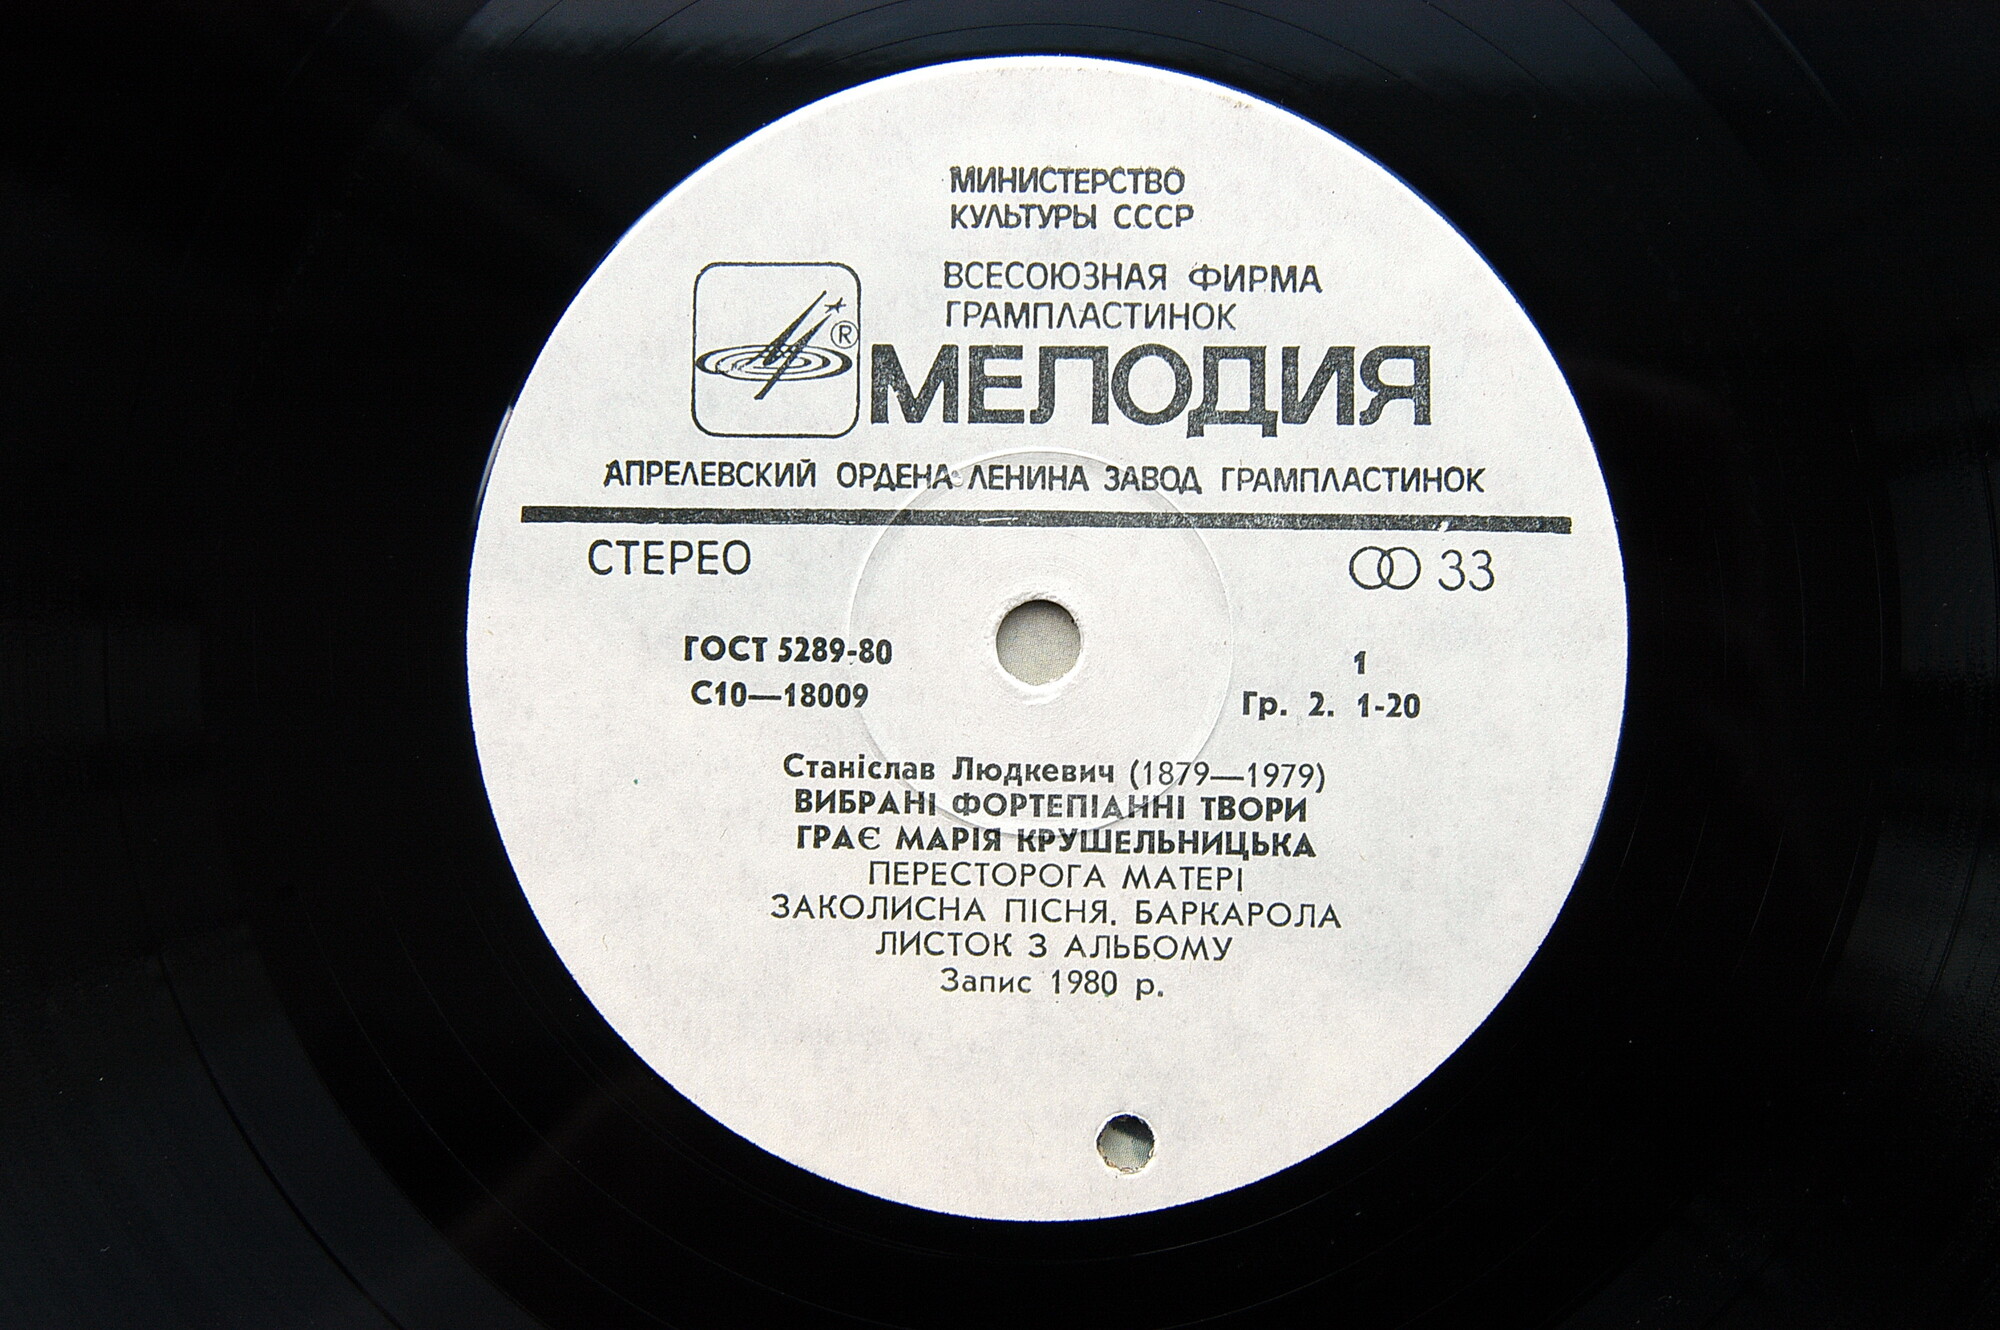 МИНИСТЕРСТВО
КУЛЬТУРЫ СССР
ВСЕСОЮЗНАЯ ФИРМА
ГРАМПЛАСТИНОК
®
МЕЛОДИЯ
АПРЕЛЕВСКИЙ ОРДЕНА ЛЕНИНА ЗАВОД ГРАМПЛАСТИНОК
СТЕРЕО
33
ГОСТ 5289-80
С10—18009
1
Гр. 2. 1-20
Станіслав Людкевич (1879—1979)
ВИБРАНІ ФОРТЕПІАННІ ТВОРИ
ГРАЄ МАРІЯ КРУШЕЛЬНИЦЬКА
ПЕРЕСТОРОГА МАТЕРІ
ЗАКОЛИСНА ПІСНЯ. БАРКАРОЛА
ЛИСТОК З АЛЬБОМУ
Запис 1980 р.